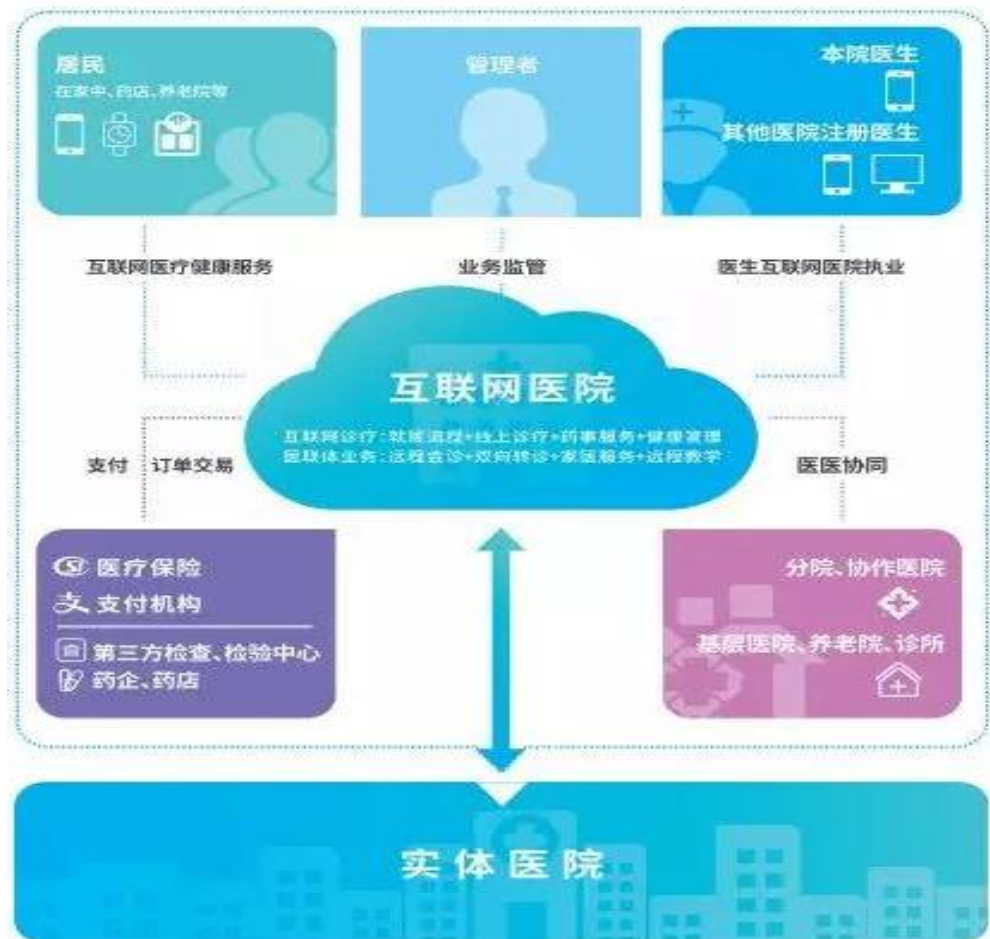 居民
在家中、药店、养老院等
管理者
本院医生
其他医院注册医生
互联网医疗健康服务
业务监管
医生互联网医院执业
互联网医院
互联网诊疗:就医流程+线上诊疗+药事服务+健康管理
医联体业务:远程会诊+双向转诊+家医服务+远程教学
支付
订单交易
医医协同
医疗保险
支付机构
第三方检查、检验中心
药企、药店
分院、协作医院
基层医院、养老院、诊所
实体医院